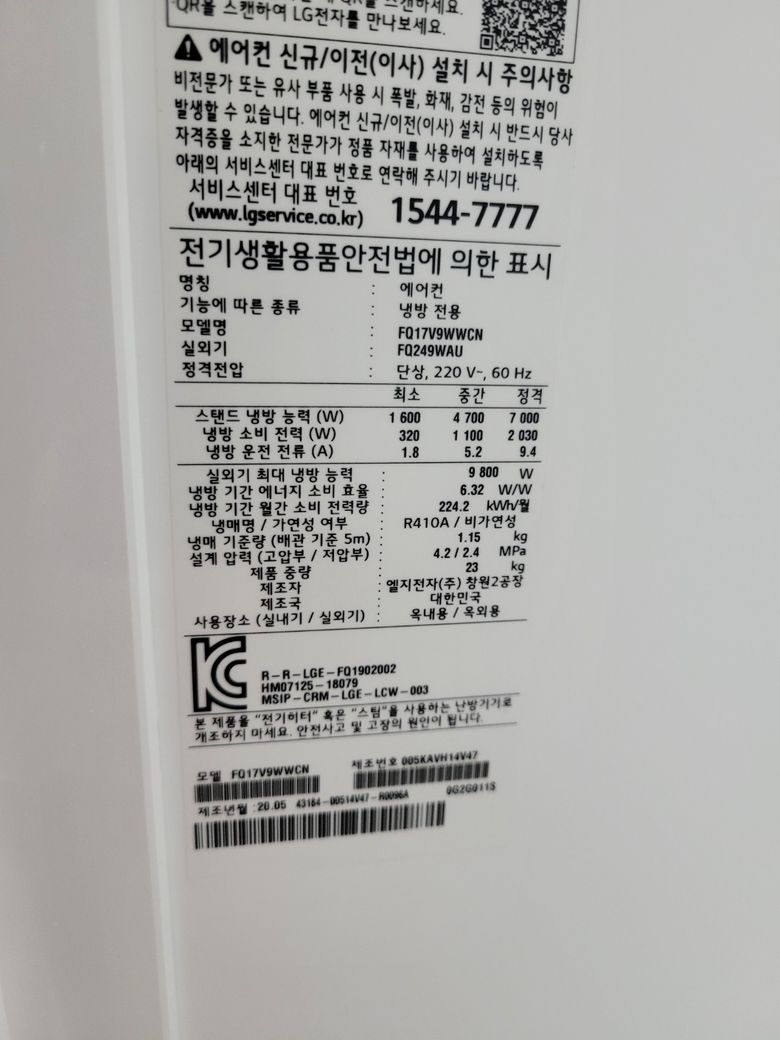 QR을 스캔하여 LG전자를 만나보세요.
에어컨 신규/이전(이사) 설치 시 주의사항
비전문가 또는 유사 부품 사용 시 폭발, 화재, 감전 등의 위험이
발생할 수 있습니다. 에어컨 신규/이전(이사) 설치 시 반드시 당사
자격증을 소지한 전문가가 정품 자재를 사용하여 설치하도록
아래의 서비스센터 대표 번호로 연락해 주시기 바랍니다.
서비스센터 대표 번호
(www.lgservice.co.kr) 1544-7777
전기생활용품안전법에 의한 표시
명칭 : 에어컨
기능에 따른 종류 : 냉방 전용
모델명 : FQ17V9WWCN
실외기 : FQ249WAU
정격전압 : 단상, 220 V~, 60 Hz
최소 중간 정격
스탠드 냉방 능력 (W) 1 600 4 700 7 000
냉방 소비 전력 (W) 320 1 100 2 030
냉방 운전 전류 (A) 1.8 5.2 9.4
실외기 최대 냉방 능력 : 9 800 W
냉방 기간 에너지 소비 효율 : 6.32 W/W
냉방 기간 월간 소비 전력량 : 224.2 kWh/월
냉매명 / 가연성 여부 : R410A / 비가연성
냉매 기준량 (배관 기준 5m) : 1.15 kg
설계 압력 (고압부 / 저압부) : 4.2 / 2.4 MPa
제품 중량 : 23 kg
제조자 : 엘지전자(주) 창원2공장
제조국 : 대한민국
사용장소 (실내기 / 실외기) : 옥내용 / 옥외용
R-R-LGE-FQ1902002
HM07125-18079
MSIP-CRM-LGE-LCW-003
본 제품을 "전기히터" 혹은 "스팀"을 사용하는 난방기기로
개조하지 마세요. 안전사고 및 고장의 원인이 됩니다.
모델 FQ17V9WWCN 제조번호 005KAVH14V47
제조년월 : 20.05 43184-00514V47-R0096A 0G2G011S